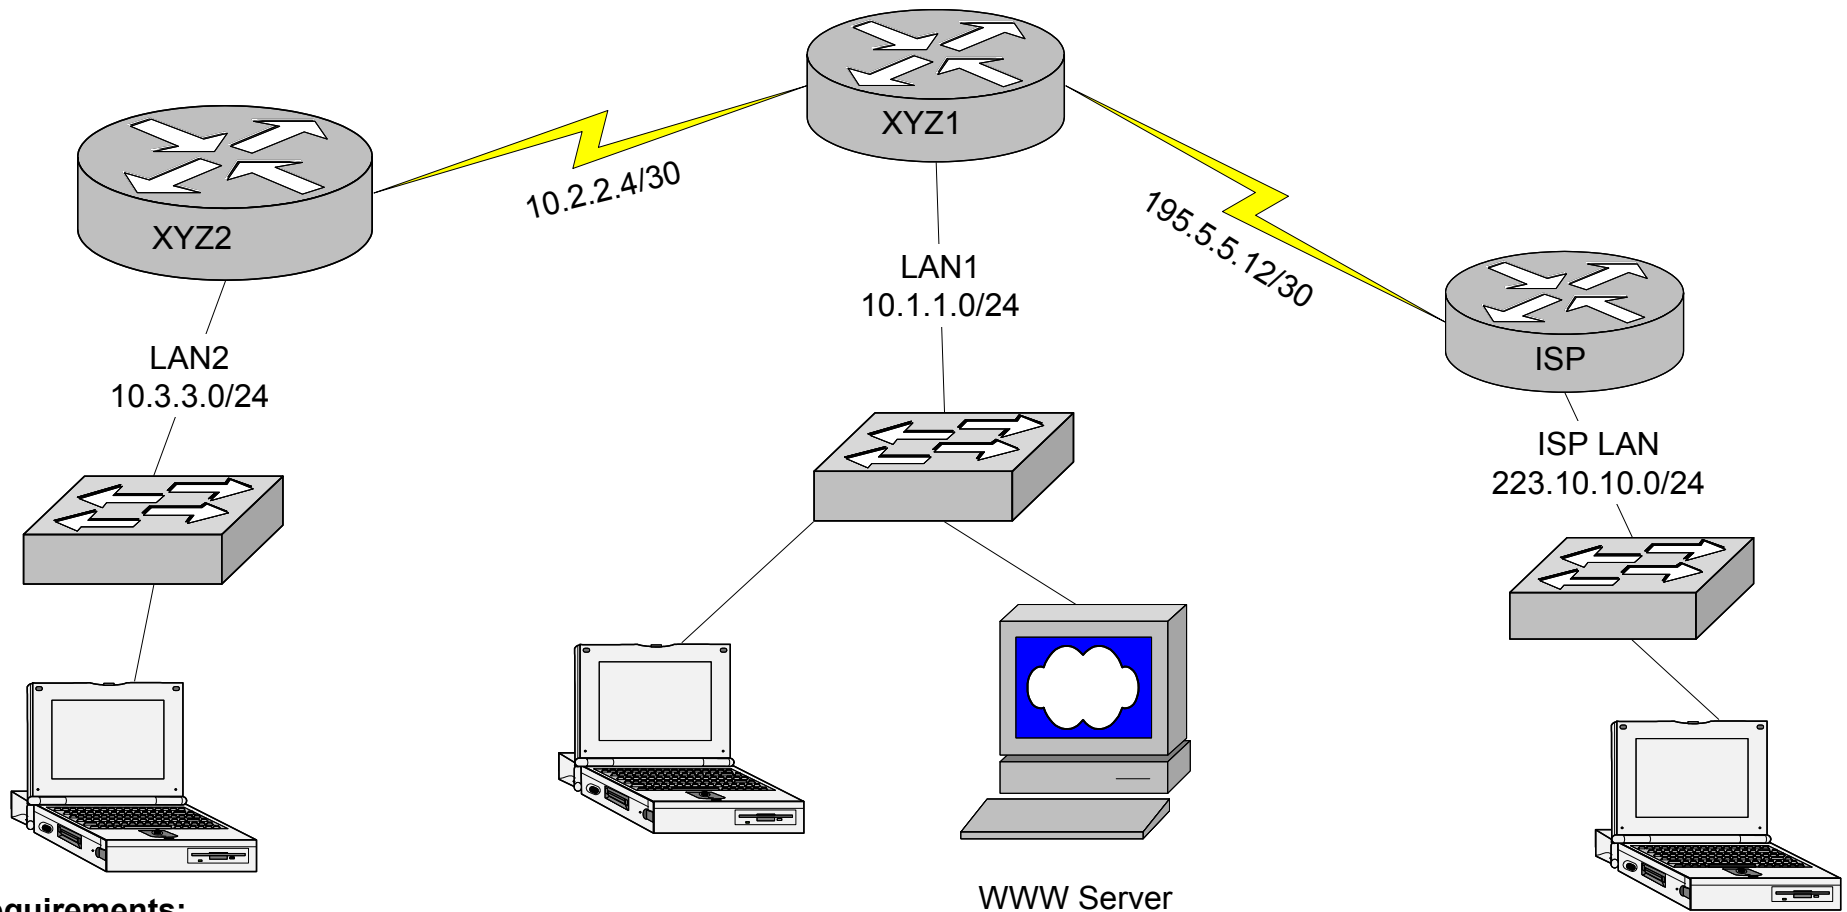 XYZ1
10.2.2.4/30
195.5.5.12/30
XYZ2
LAN1
10.1.1.0/24
ISP
LAN2
10.3.3.0/24
ISP LAN
223.10.10.0/24
WWW Server